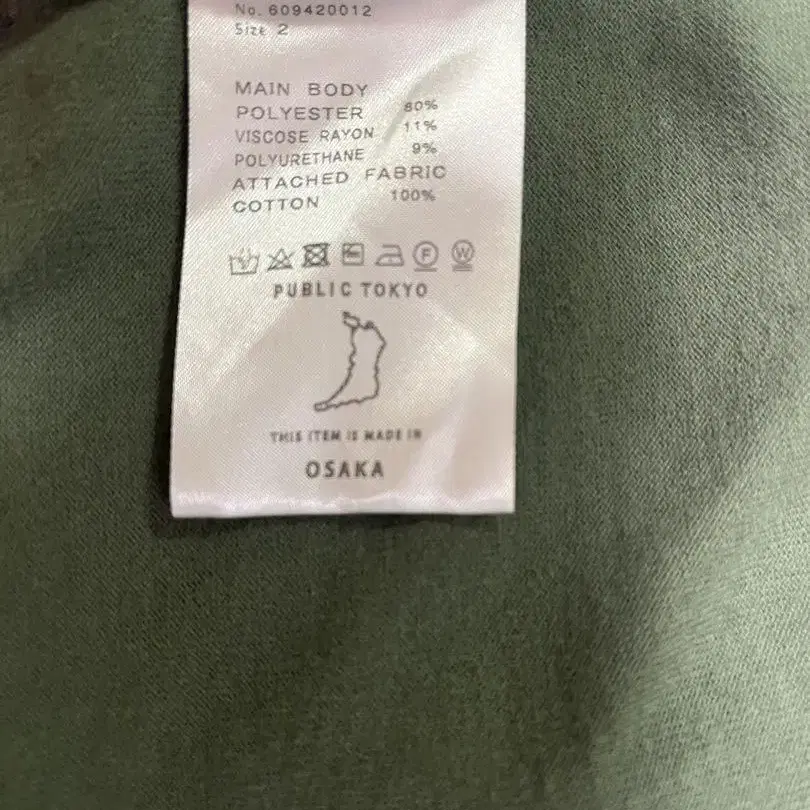 No. 609420012
Size 2
MAIN BODY
POLYESTER 80%
VISCOSE RAYON 11%
POLYURETHANE 9%
ATTACHED FABRIC
COTTON 100%
F W
PUBLIC TOKYO
THIS ITEM IS MADE IN
OSAKA